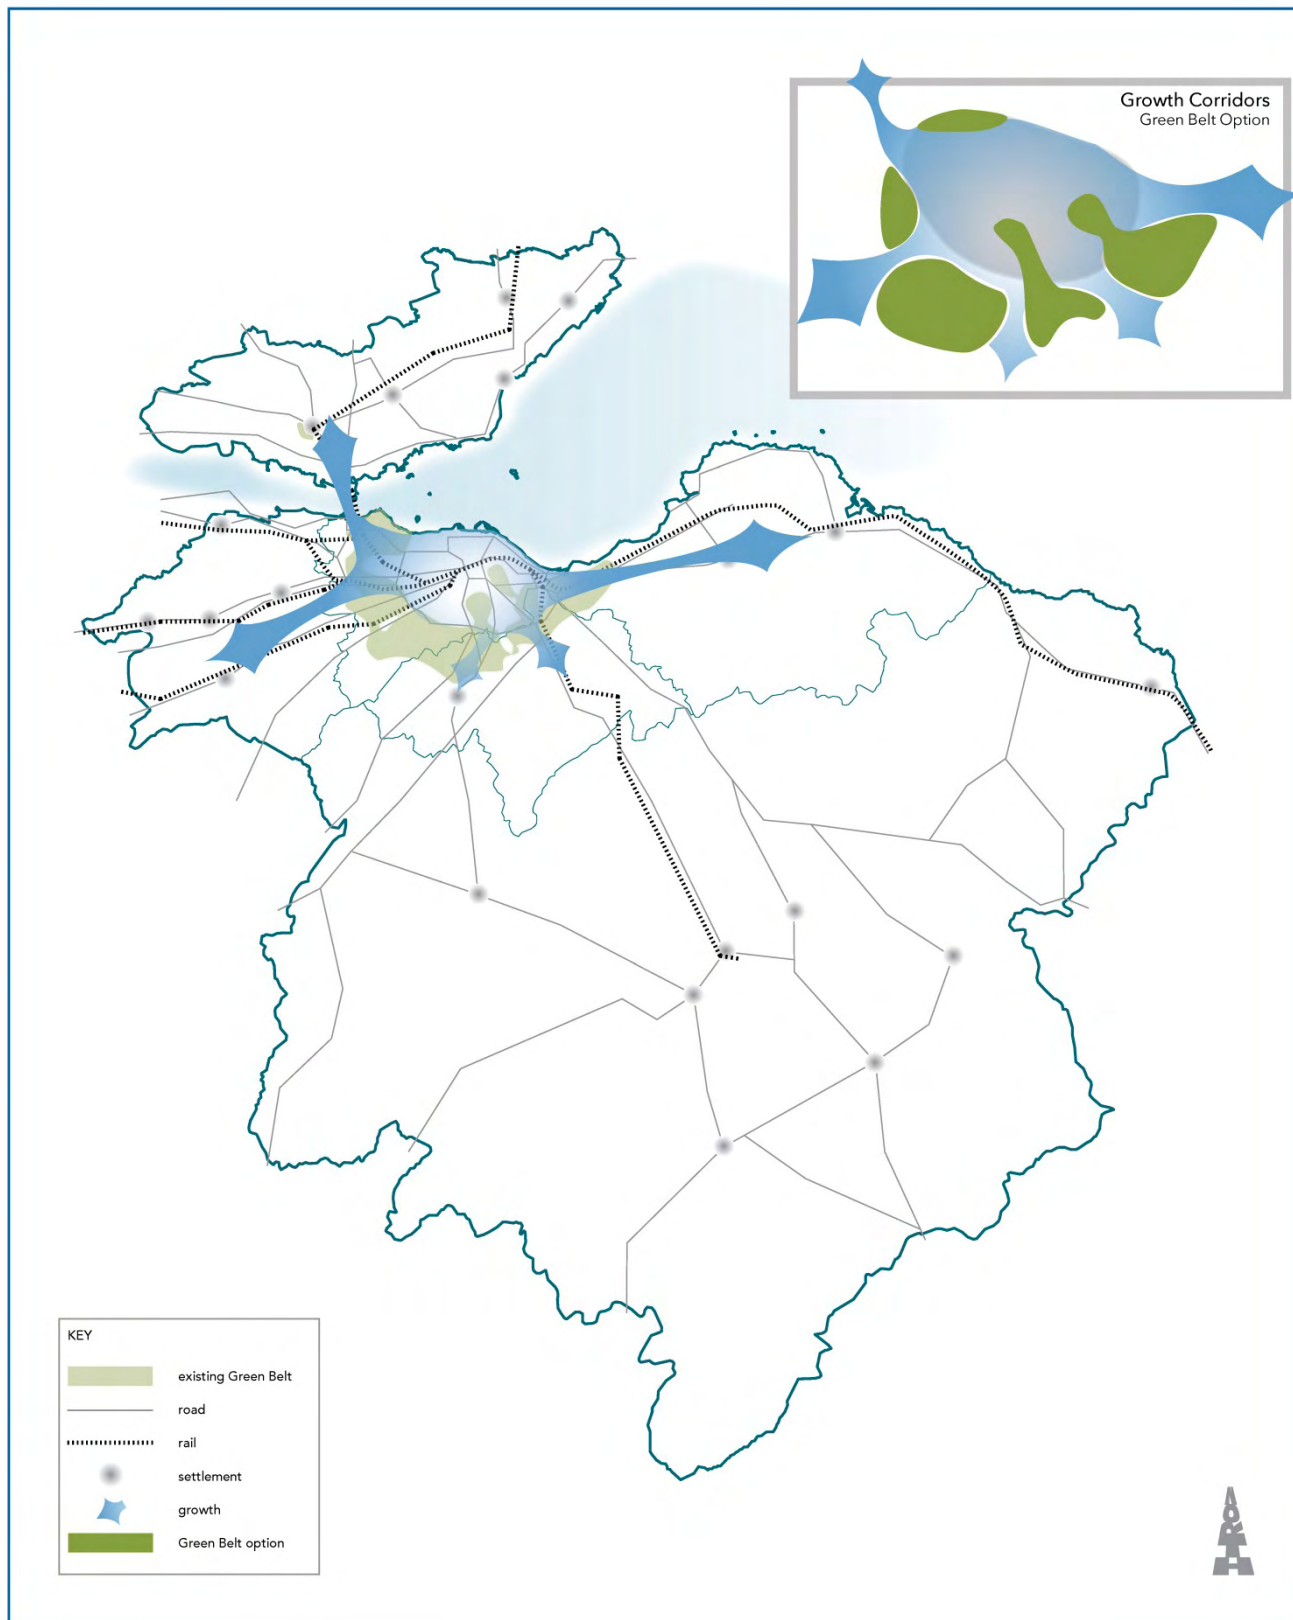 Growth Corridors
Green Belt Option
KEY
existing Green Belt
road
rail
settlement
growth
Green Belt option
NORTH